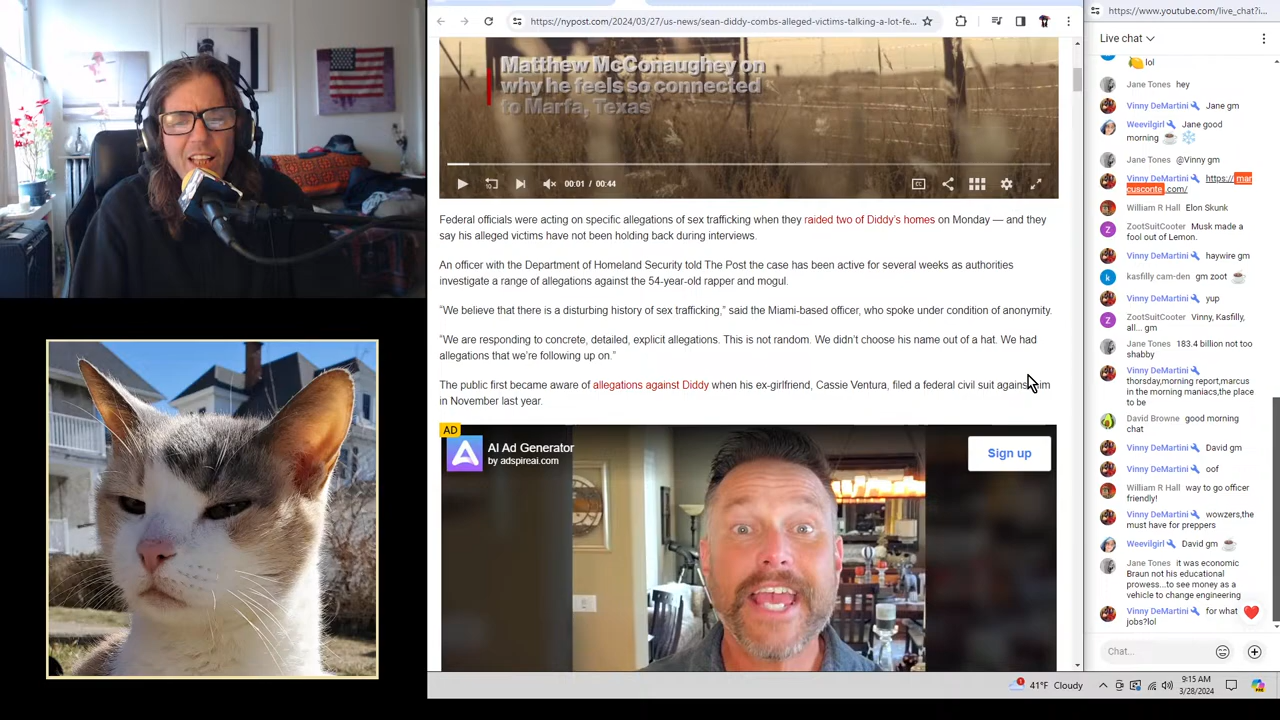 https://nypost.com/2024/03/27/us-news/sean-diddy-combs-alleged-victims-talking-a-lot-fe...
Matthew McConaughey on
why he feels so connected
to Marfa, Texas
10
00:01 / 00:44
CC
Federal officials were acting on specific allegations of sex trafficking when they raided two of Diddy's homes on Monday — and they
say his alleged victims have not been holding back during interviews.
An officer with the Department of Homeland Security told The Post the case has been active for several weeks as authorities
investigate a range of allegations against the 54-year-old rapper and mogul.
“We believe that there is a disturbing history of sex trafficking,” said the Miami-based officer, who spoke under condition of anonymity.
“We are responding to concrete, detailed, explicit allegations. This is not random. We didn’t choose his name out of a hat. We had
allegations that we’re following up on.”
The public first became aware of allegations against Diddy when his ex-girlfriend, Cassie Ventura, filed a federal civil suit against him
in November last year.
AD
AI Ad Generator
by adspireai.com
Sign up
https://www.youtube.com/live_chat?i...
Live chat
lol
Jane Tones hey
Vinny DeMartini Jane gm
Weevilgirl Jane good
morning
Jane Tones @Vinny gm
Vinny DeMartini https://mar
cusconte.com/
William R Hall Elon Skunk
Z ZootSuitCooter Musk made a
fool out of Lemon.
Vinny DeMartini haywire gm
k kasfilly cam-den gm zoot
Vinny DeMartini yup
Z ZootSuitCooter Vinny, Kasfilly,
all... gm
Jane Tones 183.4 billion not too
shabby
Vinny DeMartini
thorsday,morning report,marcus
in the morning maniacs,the place
to be
David Browne good morning
chat
Vinny DeMartini David gm
Vinny DeMartini oof
William R Hall way to go officer
friendly!
Vinny DeMartini wowzers,the
must have for preppers
Weevilgirl David gm
Jane Tones it was economic
Braun not his educational
prowess...to see money as a
vehicle to change engineering
Vinny DeMartini for what
jobs?lol
Chat...
41°F Cloudy
9:15 AM
3/28/2024